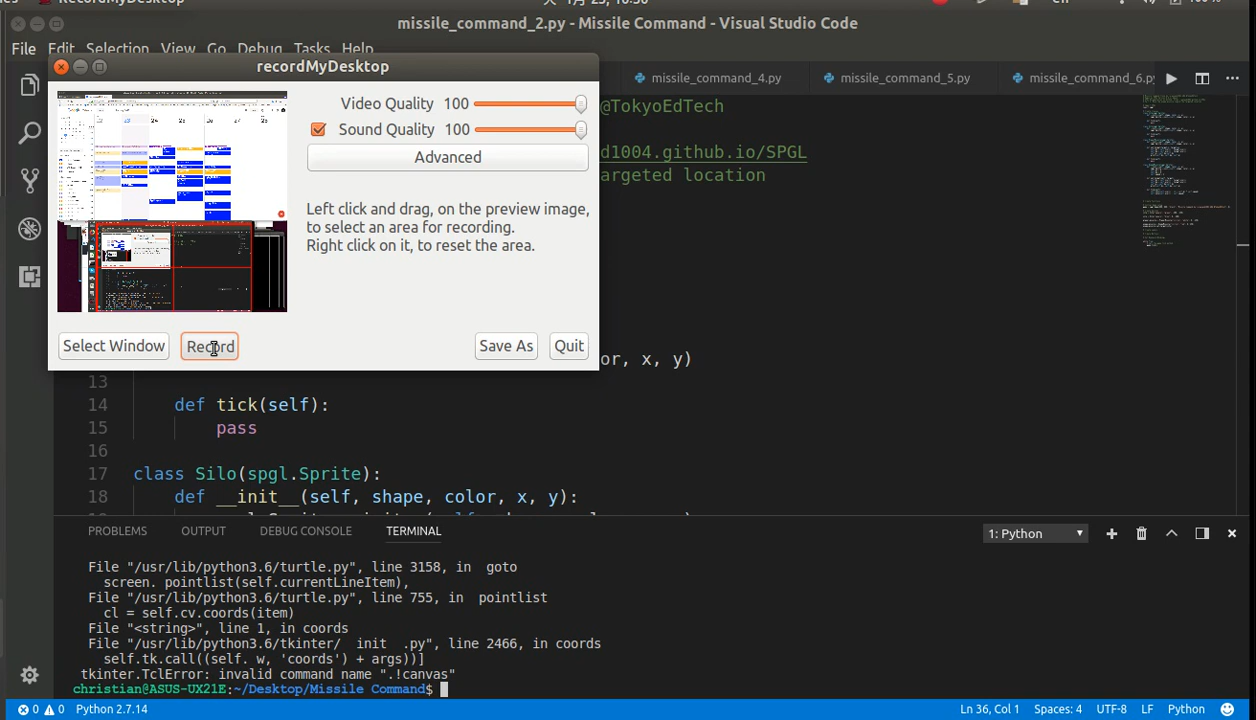 missile_command_2.py - Missile Command - Visual Studio Code
File Edit Selection View Go Debug Tasks Help
recordMyDesktop
missile_command_4.py missile_command_5.py missile_command_6.py
Video Quality 100
@TokyoEdTech
Sound Quality 100
Advanced
d1004.github.io/SPGL
argeted location
Left click and drag, on the preview image,
to select an area for recording.
Right click on it, to reset the area.
Select Window Record Save As Quit
or, x, y)
13
14 def tick(self):
15 pass
16
17 class Silo(spgl.Sprite):
18 def __init__(self, shape, color, x, y):
PROBLEMS OUTPUT DEBUG CONSOLE TERMINAL 1: Python
File "/usr/lib/python3.6/turtle.py", line 3158, in goto
screen. pointlist(self.currentLineItem),
File "/usr/lib/python3.6/turtle.py", line 755, in pointlist
cl = self.cv.coords(item)
File "<string>", line 1, in coords
File "/usr/lib/python3.6/tkinter/ init .py", line 2466, in coords
self.tk.call((self. w, 'coords') + args))]
tkinter.TclError: invalid command name ".!canvas"
christian@ASUS-UX21E:~/Desktop/Missile Command$
0 0 Python 2.7.14 Ln 36, Col 1 Spaces: 4 UTF-8 LF Python